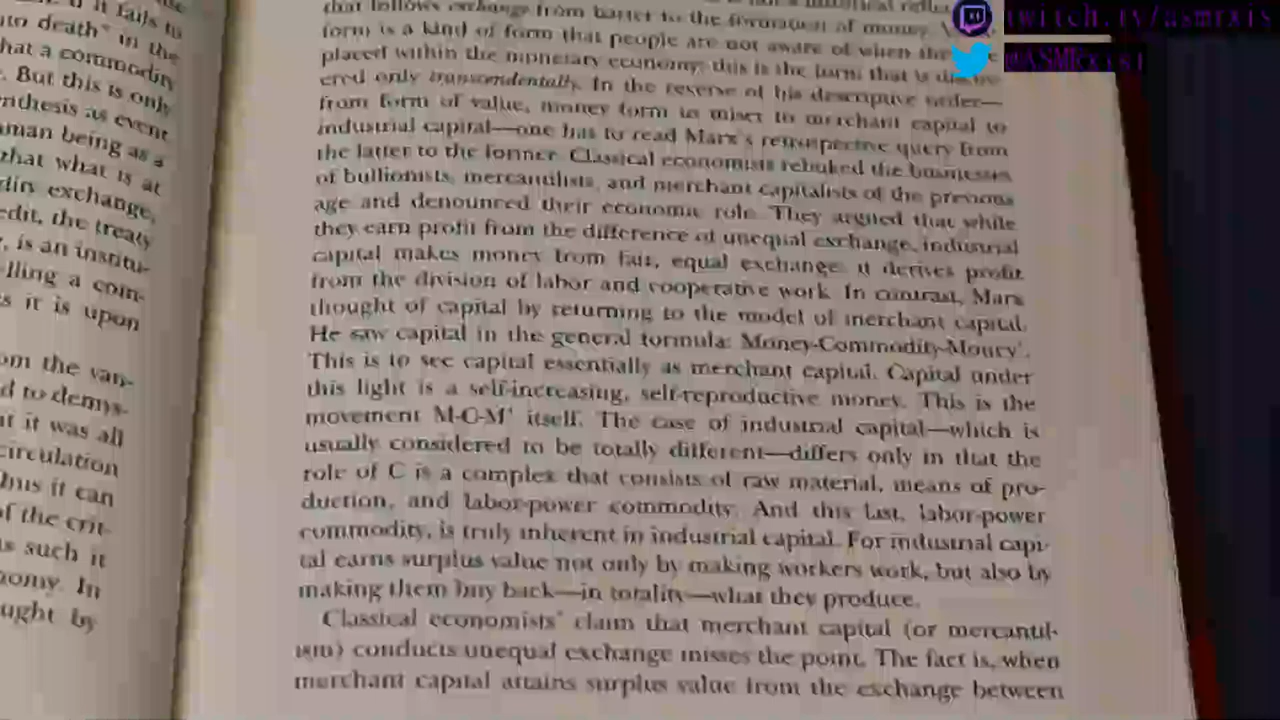 if it fails to
to death" in the
hat a commodity
. But this is only
nthesis as event
uman being as a
that what is at
dity exchange,
edit, the treaty
, is an institu-
lling a com-
s it is upon
om the van-
d to demys-
it was all
circulation
hus it can
of the crit-
as such it
nomy. In
ught by
that follows exchange from barter to the formation of money.
form is a kind of form that people are not aware of when
placed within the monetary economy; this is the form that is
ered only transcendentally. In the reverse of his descriptive order—
from form of value, money form to miser to merchant capital to
industrial capital—one has to read Marx's retrospective query from
the latter to the former. Classical economists rebuked the businesses
of bullionists, mercantilists, and merchant capitalists of the previous
age and denounced their economic role. They argued that while
they earn profit from the difference of unequal exchange, industrial
capital makes money from fair, equal exchange: it derives profit
from the division of labor and cooperative work. In contrast, Marx
thought of capital by returning to the model of merchant capital.
He saw capital in the general formula: Money-Commodity-Money'.
This is to see capital essentially as merchant capital. Capital under
this light is a self-increasing, self-reproductive money. This is the
movement M-C-M' itself. The case of industrial capital—which is
usually considered to be totally different—differs only in that the
role of C is a complex that consists of raw material, means of pro-
duction, and labor-power commodity. And this last, labor-power
commodity, is truly inherent in industrial capital. For industrial capi-
tal earns surplus value not only by making workers work, but also by
making them buy back—in totality—what they produce.
Classical economists' claim that merchant capital (or mercantil-
ism) conducts unequal exchange misses the point. The fact is, when
merchant capital attains surplus value from the exchange between
twitch.tv/asmrxis